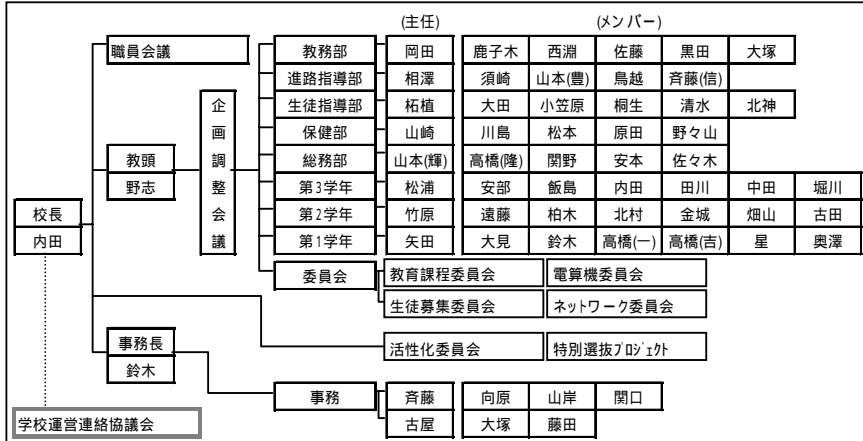 (主任) (メンバー)
職員会議 教務部 岡田 鹿子木 西淵 佐藤 黒田 大塚
進路指導部 相澤 須崎 山本(豊) 鳥越 斉藤(信)
生徒指導部 柘植 大田 小笠原 桐生 清水 北神
保健部 山崎 川島 松本 原田 野々山
教頭 総務部 山本(輝) 高橋(隆) 関野 安本 佐々木
野志 企画調整会議 第3学年 松浦 安部 飯島 内田 田川 中田 堀川
校長 第2学年 竹原 遠藤 柏木 北村 金城 畑山 古田
内田 第1学年 矢田 大見 鈴木 高橋(一) 高橋(吉) 星 奥澤
委員会 教育課程委員会 電算機委員会
生徒募集委員会 ネットワーク委員会
事務長 活性化委員会 特別選抜プロジェクト
鈴木
事務 斉藤 向原 山岸 関口
学校運営連絡協議会 古屋 大塚 藤田